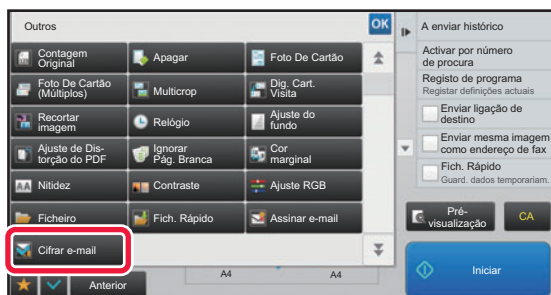 Outros
OK
Contagem
Original
Apagar
Foto De Cartão
Foto De Cartão
(Múltiplos)
Multicrop
Dig. Cart.
Visita
Recortar
imagem
Relógio
Ajuste do
fundo
Ajuste de Dis-
torção do PDF
Ignorar
Pág. Branca
Cor
marginal
AA
Nitidez
Contraste
Ajuste RGB
Ficheiro
Fich. Rápido
Assinar e-mail
Cifrar e-mail
Anterior
A4
A4
A enviar histórico
Activar por número
de procura
Registo de programa
Registar definições actuais
Enviar ligação de
destino
Enviar mesma imagem
como endereço de fax
Fich. Rápido
Guard. dados temporariam.
Pré-
visualização
CA
Iniciar